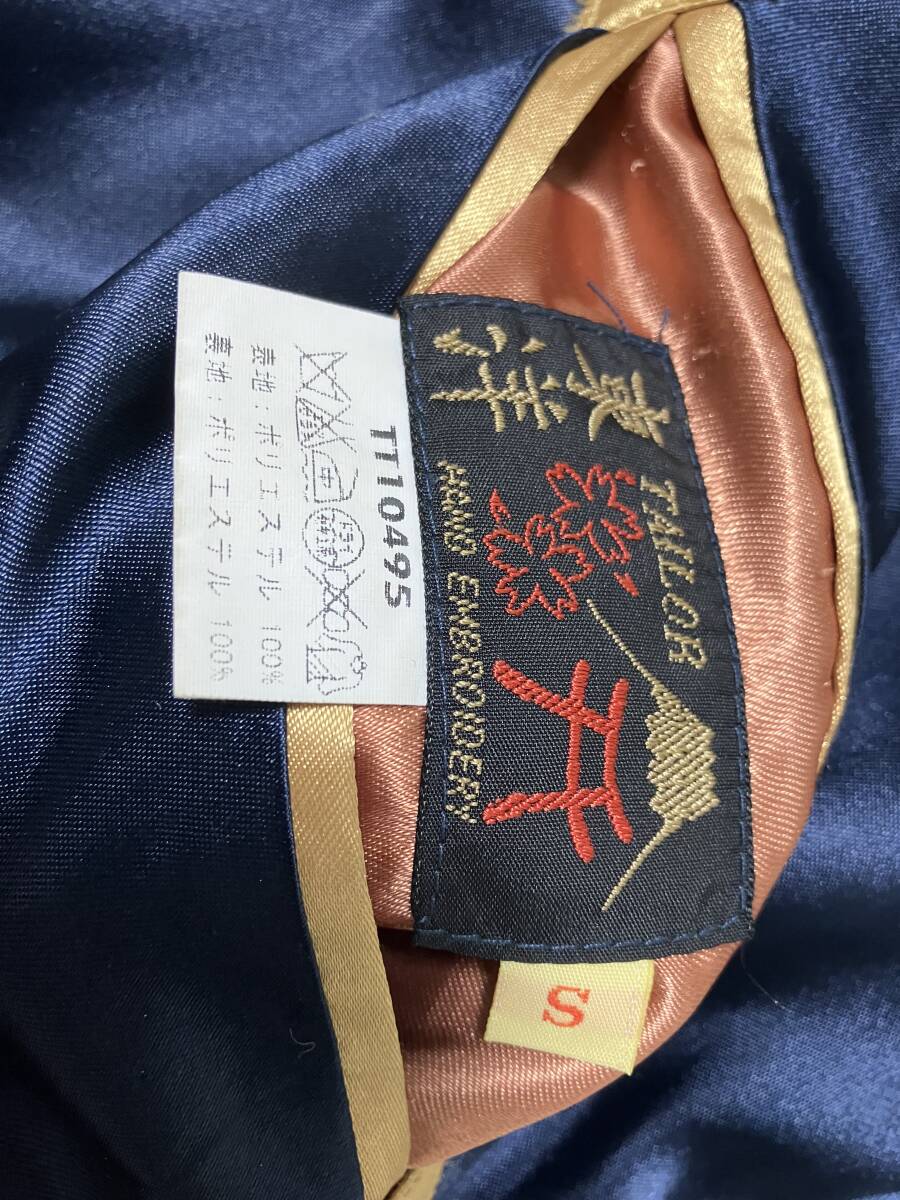 TAILOR
東洋
HAND EMBROIDERY
TT10495
表地：ポリエステル 100%
裏地：ポリエステル 100%
S